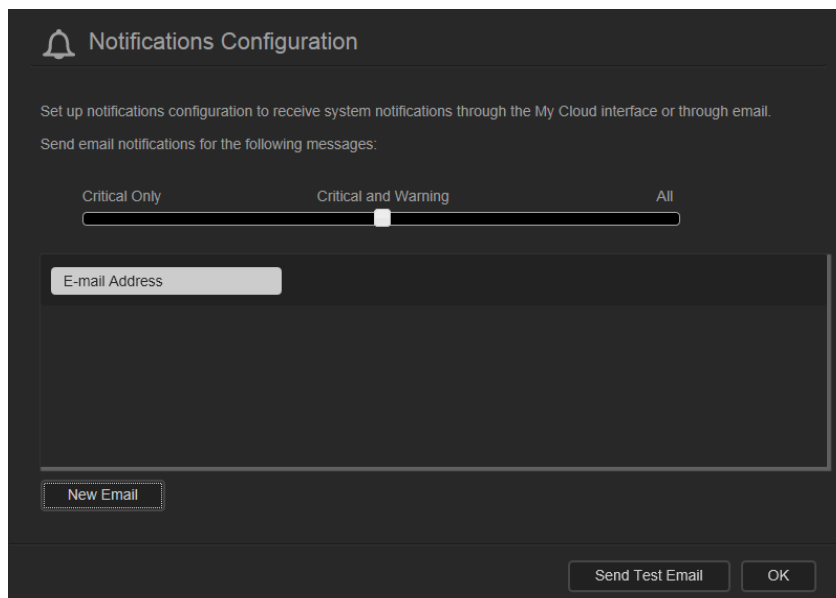 Notifications Configuration
Set up notifications configuration to receive system notifications through the My Cloud interface or through email.
Send email notifications for the following messages:
Critical Only Critical and Warning All
E-mail Address
New Email
Send Test Email OK